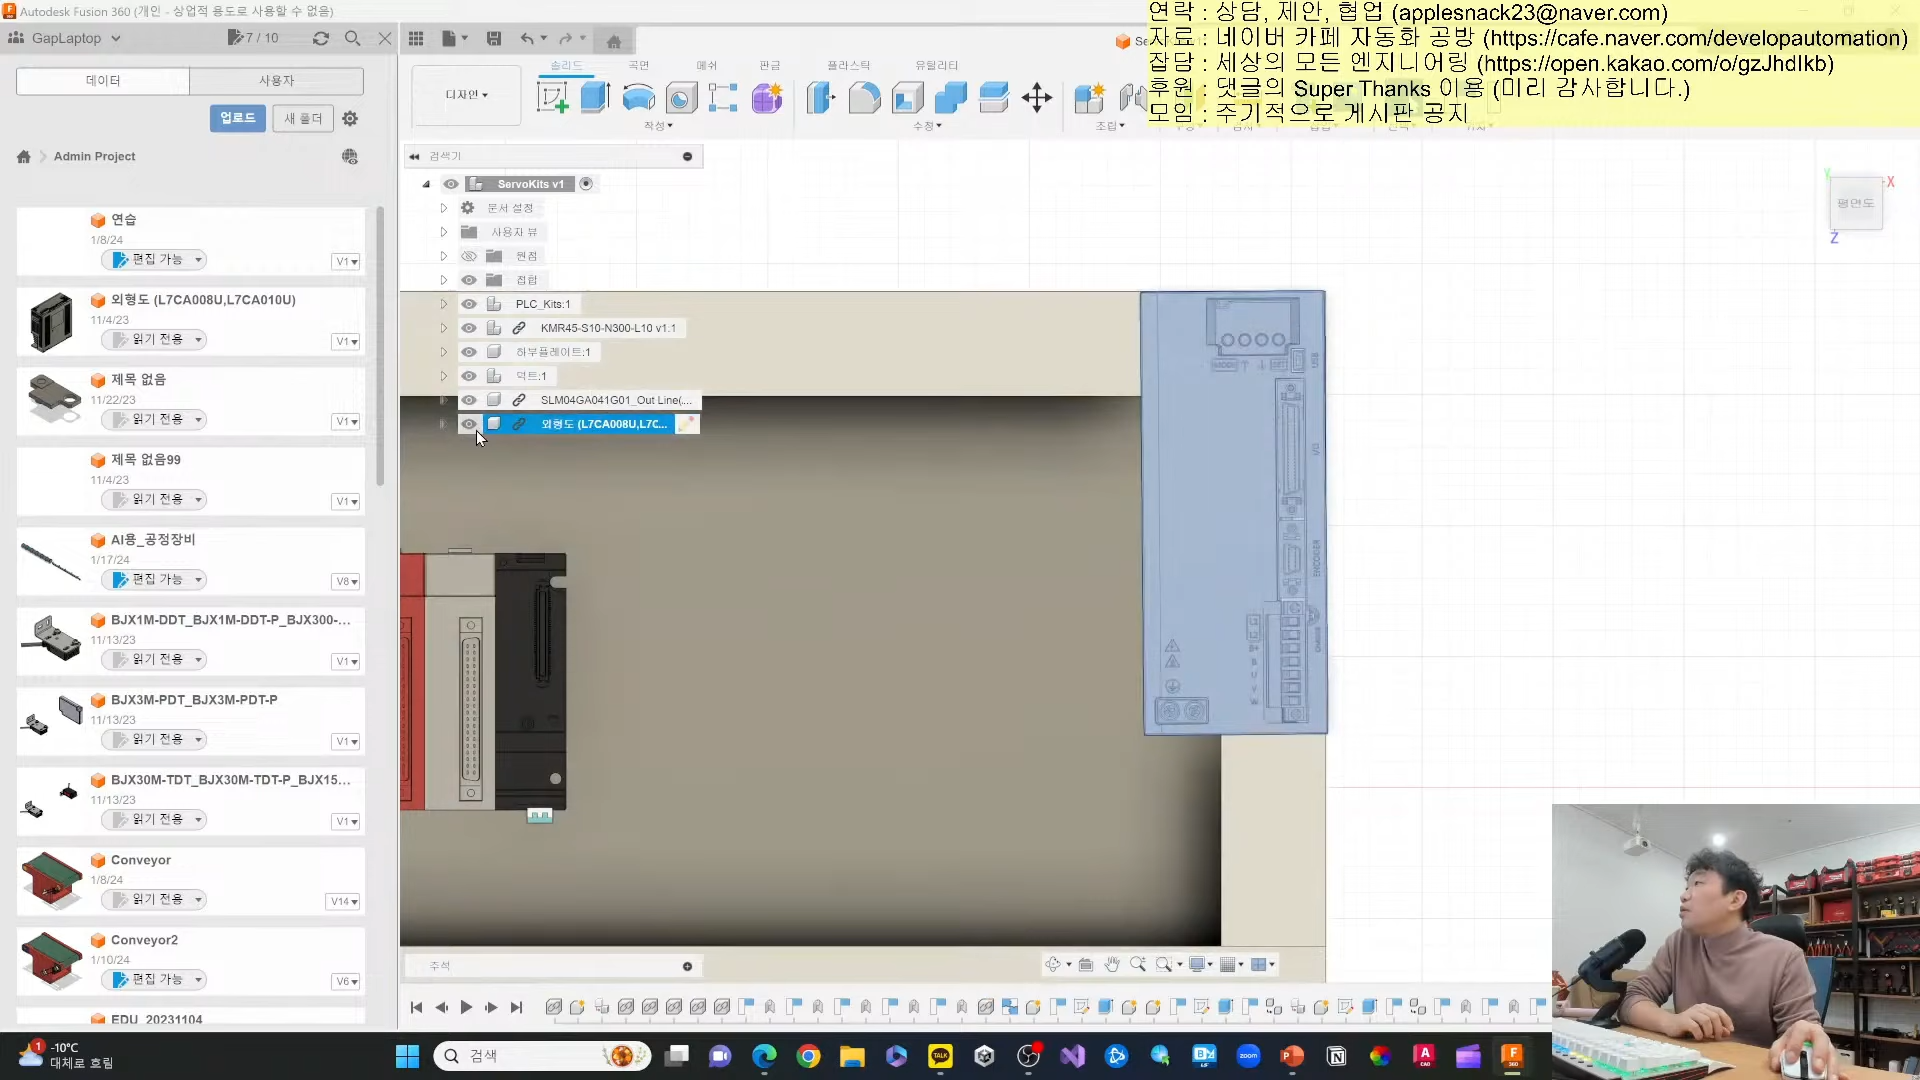 Autodesk Fusion 360 (개인 - 상업적 용도로 사용할 수 없음)
연락 : 상담, 제안, 협업 (applesnack23@naver.com)
자료 : 네이버 카페 자동화 공방 (https://cafe.naver.com/developautomation)
잡담 : 세상의 모든 엔지니어링 (https://open.kakao.com/o/gzJhdIkb)
후원 : 댓글의 Super Thanks 이용 (미리 감사합니다.)
모임 : 주기적으로 게시판 공지
GapLaptop
7 / 10
데이터
사용자
업로드
새 폴더
Admin Project
연습
1/8/24
편집 가능
V1
외형도 (L7CA008U,L7CA010U)
11/4/23
읽기 전용
V1
제목 없음
11/22/23
읽기 전용
V1
제목 없음99
11/4/23
읽기 전용
V1
AI용_공정장비
1/17/24
편집 가능
V8
BJX1M-DDT_BJX1M-DDT-P_BJX300-...
11/13/23
읽기 전용
V1
BJX3M-PDT_BJX3M-PDT-P
11/13/23
읽기 전용
V1
BJX30M-TDT_BJX30M-TDT-P_BJX15...
11/13/23
읽기 전용
V1
Conveyor
1/8/24
읽기 전용
V14
Conveyor2
1/10/24
편집 가능
V6
EDU_20231104
솔리드
곡면
메쉬
판금
플라스틱
유틸리티
디자인
작성
수정
조립
검색기
ServoKits v1
문서 설정
사용자 뷰
원점
접합
PLC_Kits:1
KMR45-S10-N300-L10 v1:1
하부플레이트:1
덕트:1
SLM04GA041G01_Out Line(...
외형도 (L7CA008U,L7C...
평면도
X
Y
Z
I/O
ENCODER
B+
B
U
V
W
주석
-10°C
대체로 흐림
1
검색
TALK
zoom